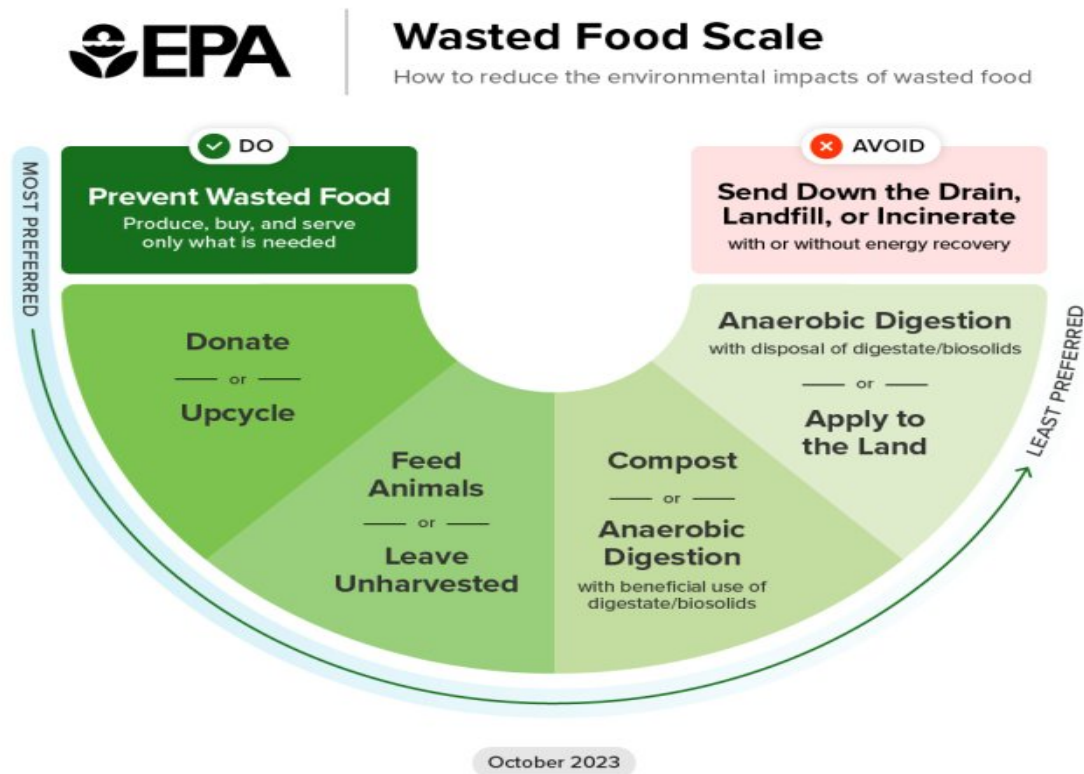 EPA
Wasted Food Scale
How to reduce the environmental impacts of wasted food
DO
Prevent Wasted Food
Produce, buy, and serve
only what is needed
AVOID
Send Down the Drain,
Landfill, or Incinerate
with or without energy recovery
MOST PREFERRED
Donate
or
Upcycle
Feed
Animals
or
Leave
Unharvested
Compost
or
Anaerobic
Digestion
with beneficial use of
digestate/biosolids
Anaerobic Digestion
with disposal of digestate/biosolids
or
Apply to
the Land
LEAST PREFERRED
October 2023